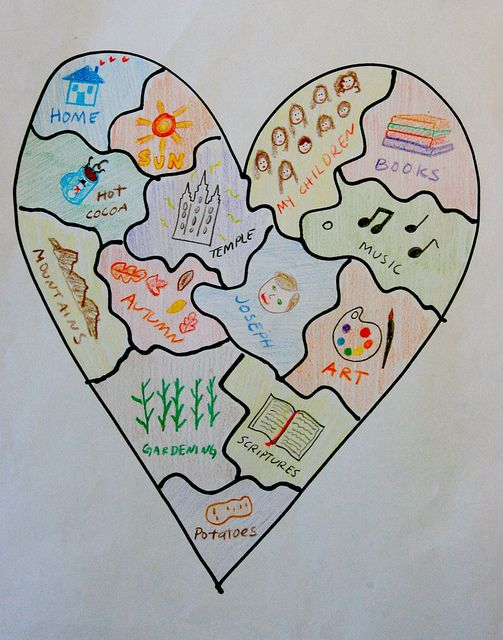 HOME
SUN
MY CHILDREN
BOOKS
HOT
COCOA
TEMPLE
MUSIC
MOUNTAINS
AUTUMN
JOSEPH
ART
GARDENING
SCRIPTURES
Potatoes